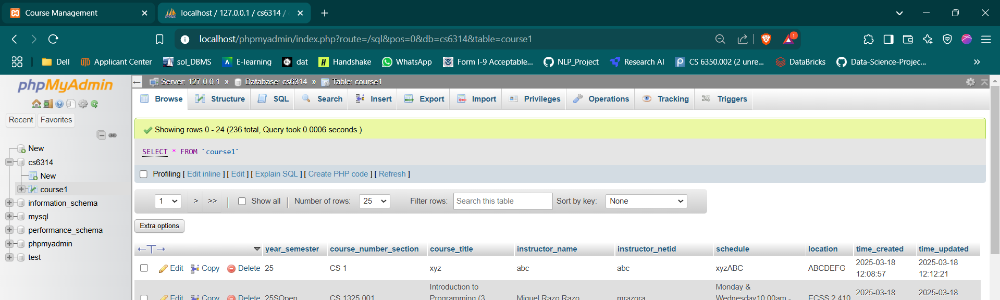 Course Management
localhost / 127.0.0.1 / cs6314 /
localhost/phpmyadmin/index.php?route=/sql&pos=0&db=cs6314&table=course1
1
Dell
Applicant Center
sol_DBMS
E-learning
dat
Handshake
WhatsApp
Form I-9 Acceptable...
NLP_Project
Research AI
CS 6350.002 (2 unre...
DataBricks
Data-Science-Projec...
»
phpMyAdmin
Recent
Favorites
New
cs6314
New
course1
information_schema
mysql
performance_schema
phpmyadmin
test
Server: 127.0.0.1 » Database: cs6314 » Table: course1
Browse
Structure
SQL
Search
Insert
Export
Import
Privileges
Operations
Tracking
Triggers
Showing rows 0 - 24 (236 total, Query took 0.0006 seconds.)
SELECT * FROM `course1`
Profiling [ Edit inline ] [ Edit ] [ Explain SQL ] [ Create PHP code ] [ Refresh ]
1 > >> | Show all | Number of rows: 25 Filter rows: Search this table Sort by key: None
Extra options
year_semester course_number_section course_title instructor_name instructor_netid schedule location time_created time_updated
Edit Copy Delete 25 CS 1 xyz abc abc xyzABC ABCDEFG 2025-03-18 12:08:57 2025-03-18 12:12:21
Edit Copy Delete 25SOpen CS 1325.001 Introduction to Programming (3 Miguel Razo Razo mrazora Monday & Wednesday10:00am - ECSS 2.410 2025-03-18 2025-03-18